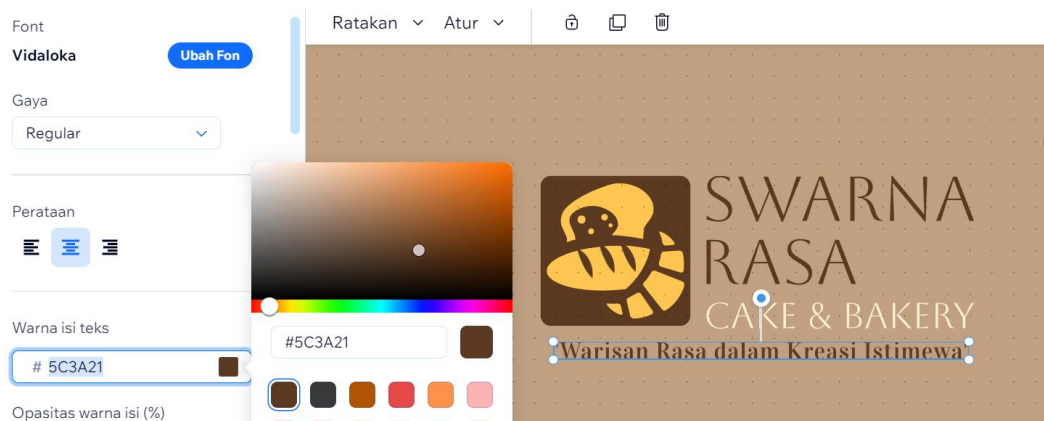 Font
Vidaloka
Ubah Fon
Gaya
Regular
Perataan
Warna isi teks
# 5C3A21
Opasitas warna isi (%)
#5C3A21
Ratakan Atur
SWARNA
RASA
CAKE & BAKERY
"Warisan Rasa dalam Kreasi Istimewa"